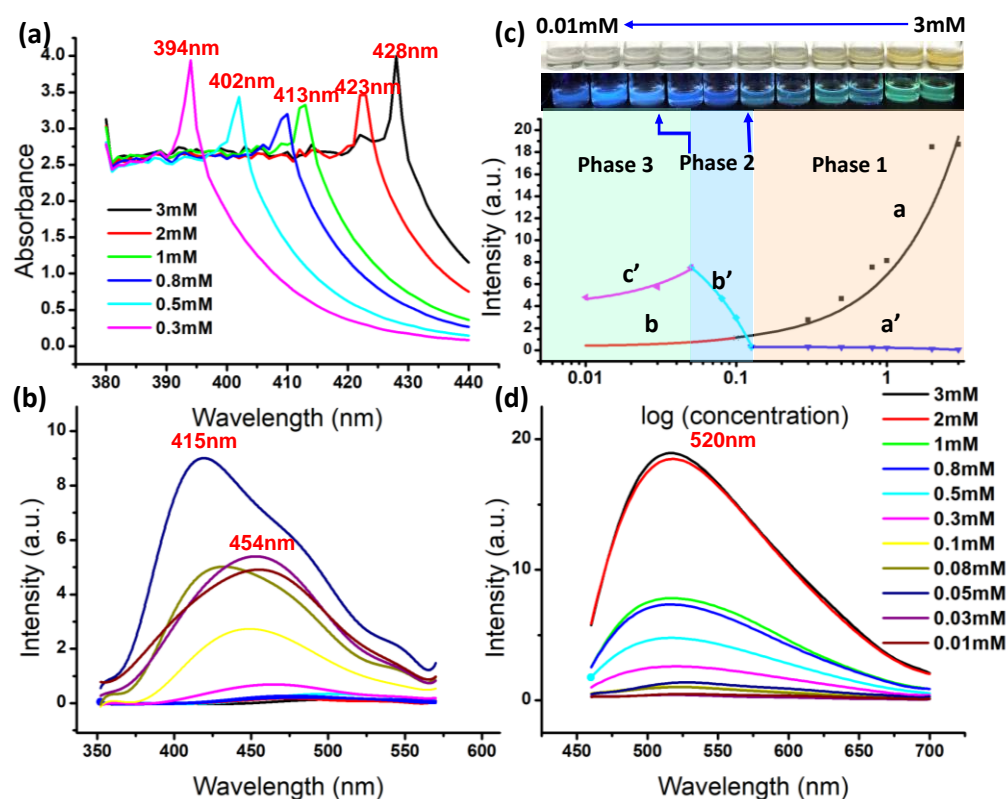 (a)
394nm
402nm
413nm
423nm
428nm
4.0
3.5
3.0
2.5
2.0
1.5
1.0
0.5
0.0
Absorbance
3mM
2mM
1mM
0.8mM
0.5mM
0.3mM
380 390 400 410 420 430 440
Wavelength (nm)
(c)
0.01mM
3mM
20
18
16
14
12
10
8
6
4
2
0
Intensity (a.u.)
Phase 3
Phase 2
Phase 1
a
c’
b’
b
a’
0.01 0.1 1
log (concentration)
(b)
415nm
454nm
10
8
6
4
2
0
Intensity (a.u.)
350 400 450 500 550 600
Wavelength (nm)
(d)
520nm
20
10
0
Intensity (a.u.)
3mM
2mM
1mM
0.8mM
0.5mM
0.3mM
0.1mM
0.08mM
0.05mM
0.03mM
0.01mM
450 500 550 600 650 700
Wavelength (nm)